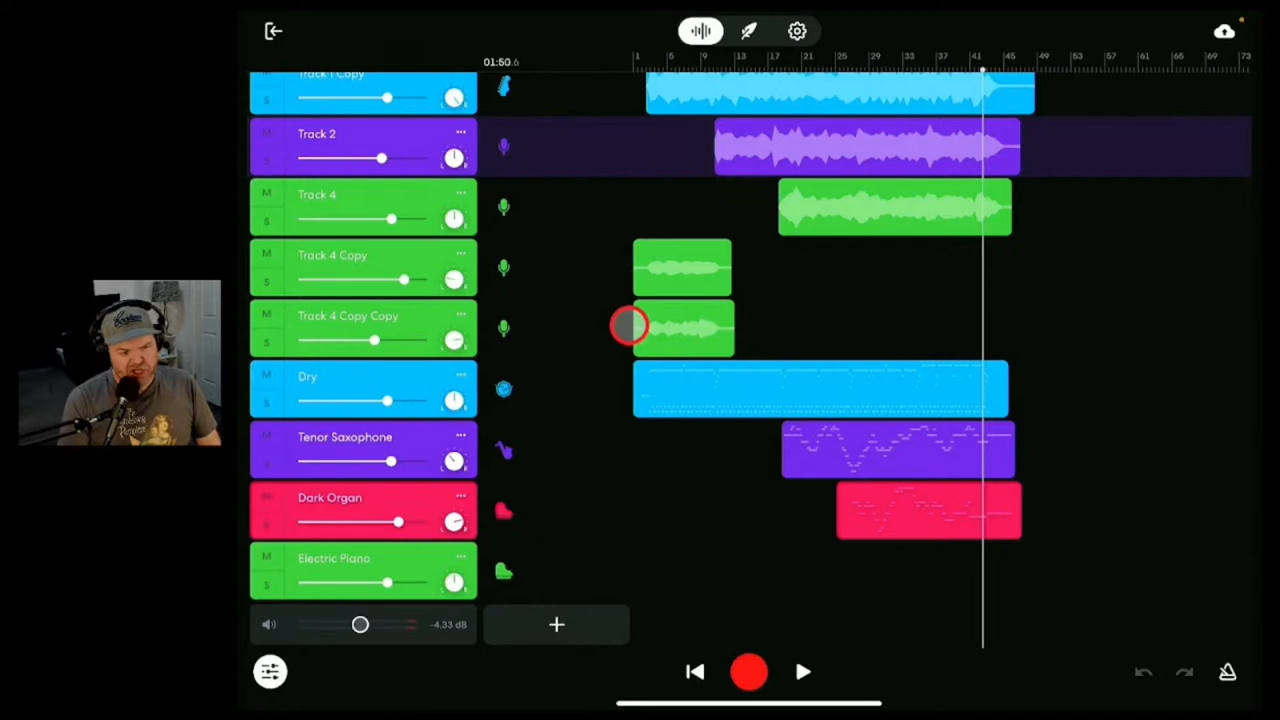 01:50.6
1 5 9 13 17 21 25 29 33 37 41 45 49 53 57 61 65 69 73
Track 1 Copy
S
M Track 2 ...
S L R
M Track 4 ...
S L R
M Track 4 Copy ...
S L R
M Track 4 Copy Copy ...
S L R
M Dry ...
S L R
M Tenor Saxophone ...
S L R
M Dark Organ ...
S L R
M Electric Piano ...
S L R
-4.33 dB +